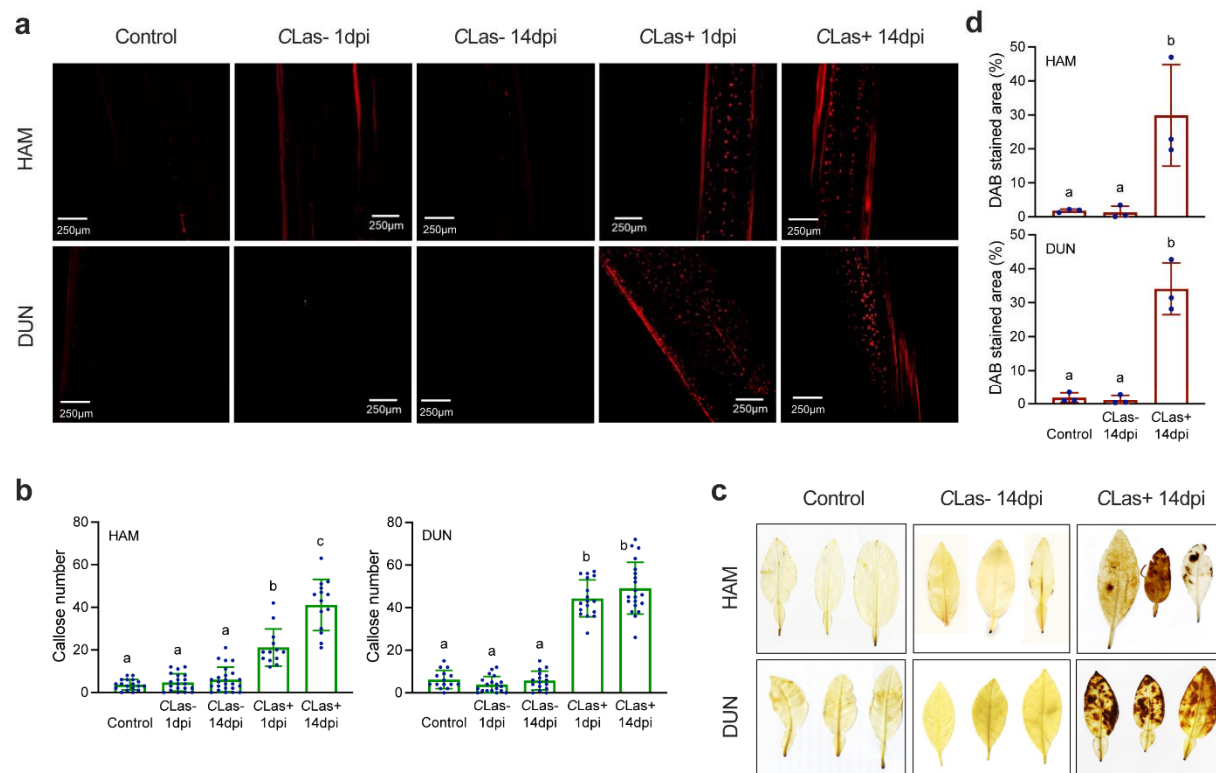 a
Control
CLas- 1dpi
CLas- 14dpi
CLas+ 1dpi
CLas+ 14dpi
HAM
250µm
250µm
250µm
250µm
250µm
DUN
250µm
250µm
250µm
250µm
250µm
d
DAB stained area (%)
HAM
50
40
30
20
10
0
a
a
b
DAB stained area (%)
DUN
50
40
30
20
10
0
a
a
b
Control
CLas-
14dpi
CLas+
14dpi
b
Callose number
HAM
80
60
40
20
0
a
a
a
b
c
Control
CLas-
1dpi
CLas-
14dpi
CLas+
1dpi
CLas+
14dpi
Callose number
DUN
80
60
40
20
0
a
a
a
b
b
Control
CLas-
1dpi
CLas-
14dpi
CLas+
1dpi
CLas+
14dpi
c
Control
CLas- 14dpi
CLas+ 14dpi
HAM
DUN